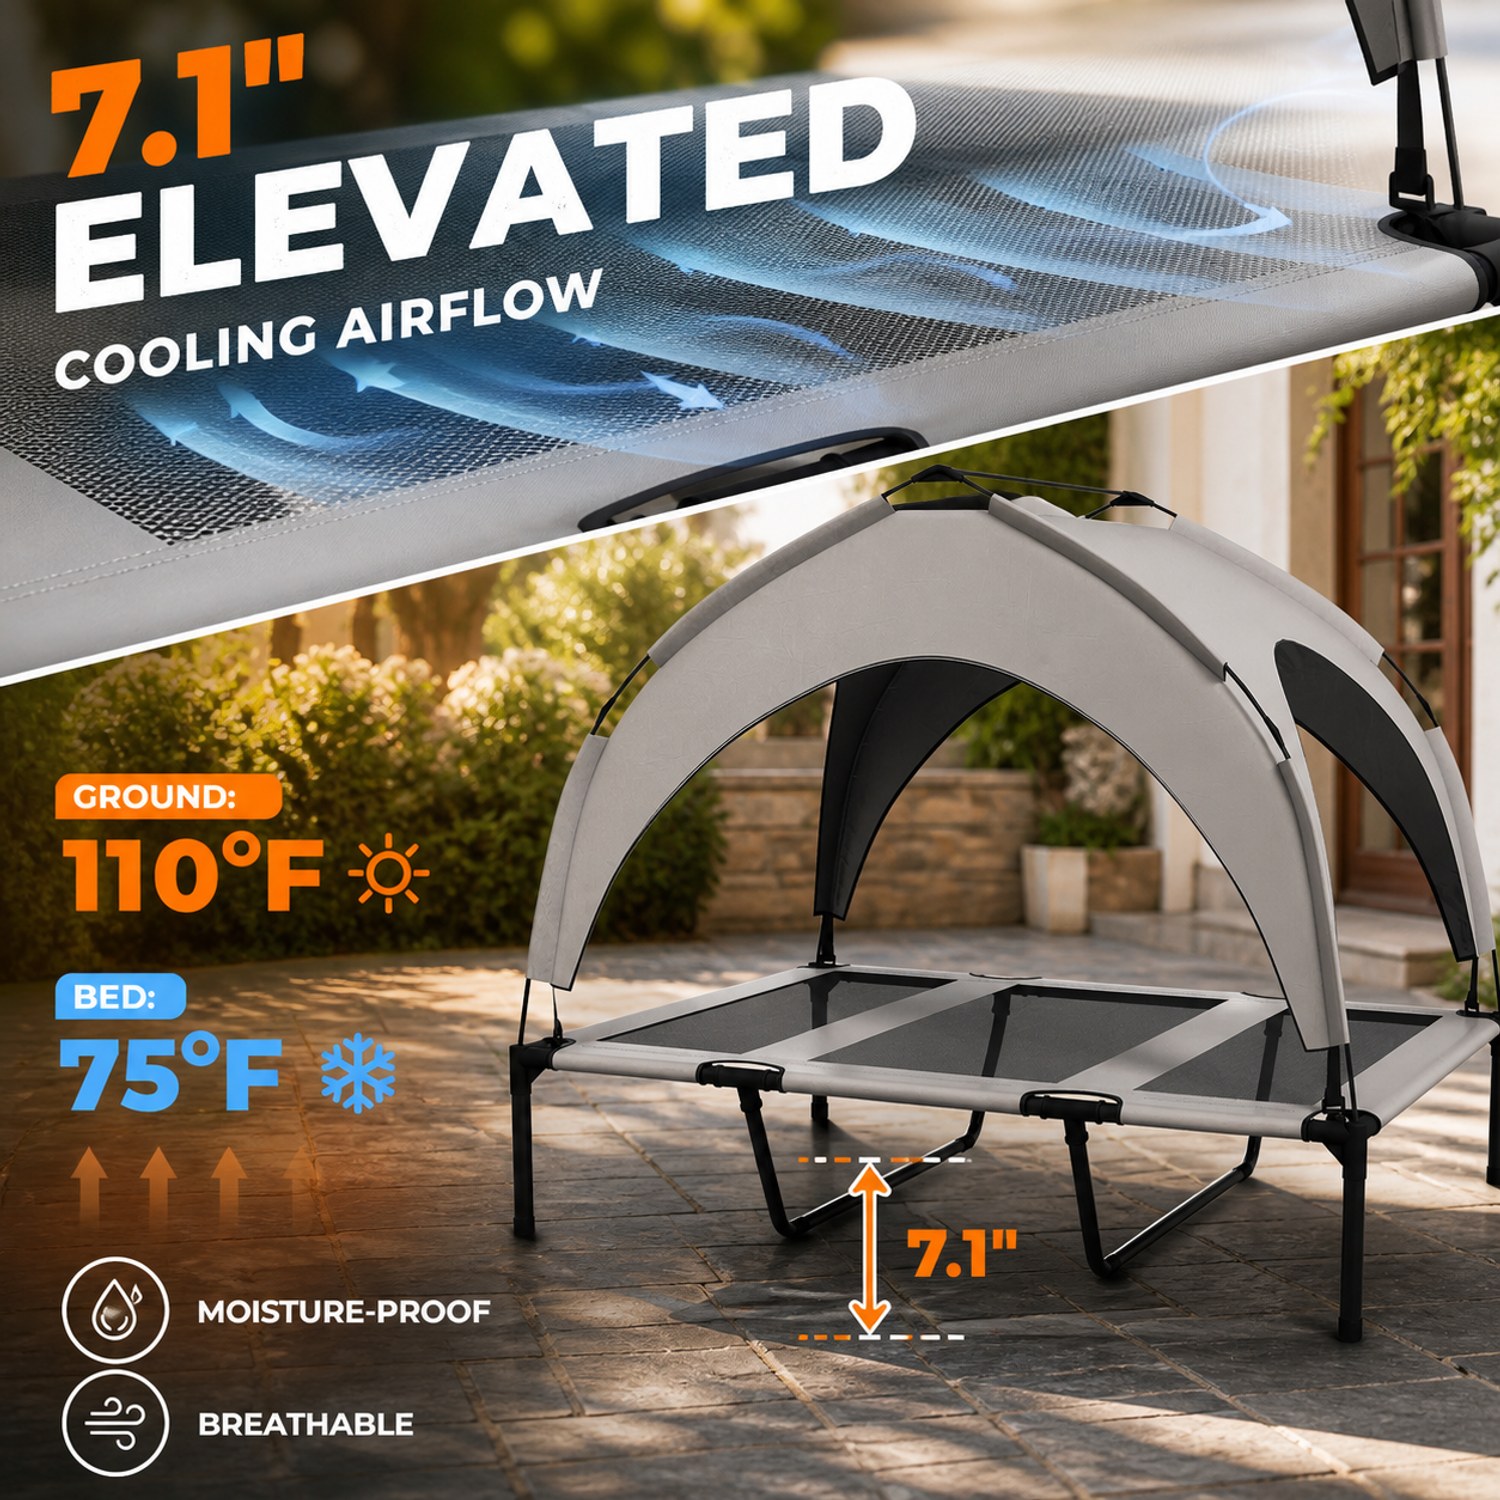 7.1"
ELEVATED
COOLING AIRFLOW
GROUND:
110°F
BED:
75°F
7.1"
MOISTURE-PROOF
BREATHABLE